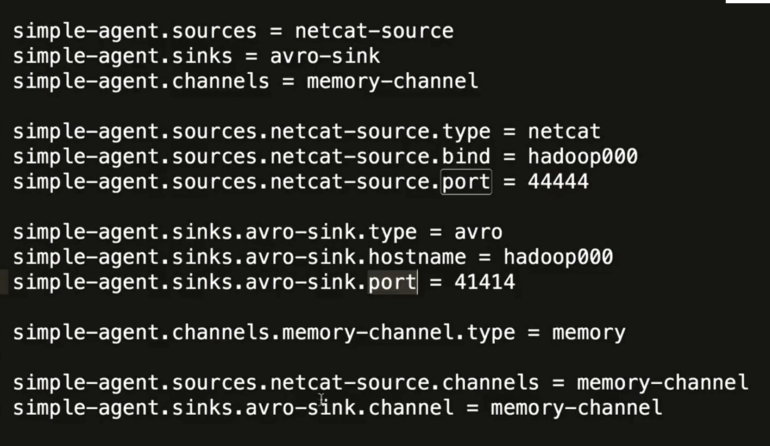 simple-agent.sources = netcat-source
simple-agent.sinks = avro-sink
simple-agent.channels = memory-channel
simple-agent.sources.netcat-source.type = netcat
simple-agent.sources.netcat-source.bind = hadoop000
simple-agent.sources.netcat-source.port = 44444
simple-agent.sinks.avro-sink.type = avro
simple-agent.sinks.avro-sink.hostname = hadoop000
simple-agent.sinks.avro-sink.port = 41414
simple-agent.channels.memory-channel.type = memory
simple-agent.sources.netcat-source.channels = memory-channel
simple-agent.sinks.avro-sink.channel = memory-channel